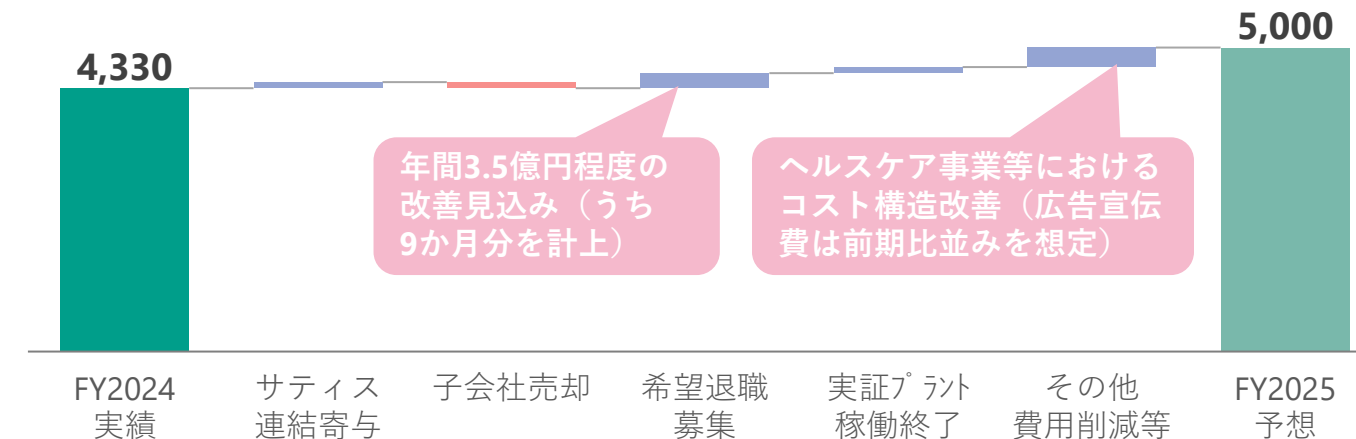 5,000
4,330
年間3.5億円程度の
改善見込み（うち
9か月分を計上）
ヘルスケア事業等における
コスト構造改善（広告宣伝
費は前期比並みを想定）
FY2024
実績
サティス
連結寄与
子会社売却
希望退職
募集
実証ﾌﾟﾗﾝﾄ
稼働終了
その他
費用削減等
FY2025
予想